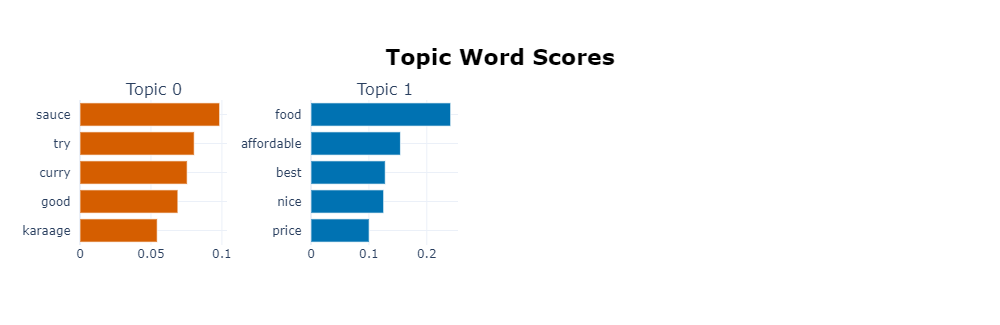 Topic Word Scores
Topic 0
sauce
try
curry
good
karaage
0 0.05 0.1
Topic 1
food
affordable
best
nice
price
0 0.1 0.2